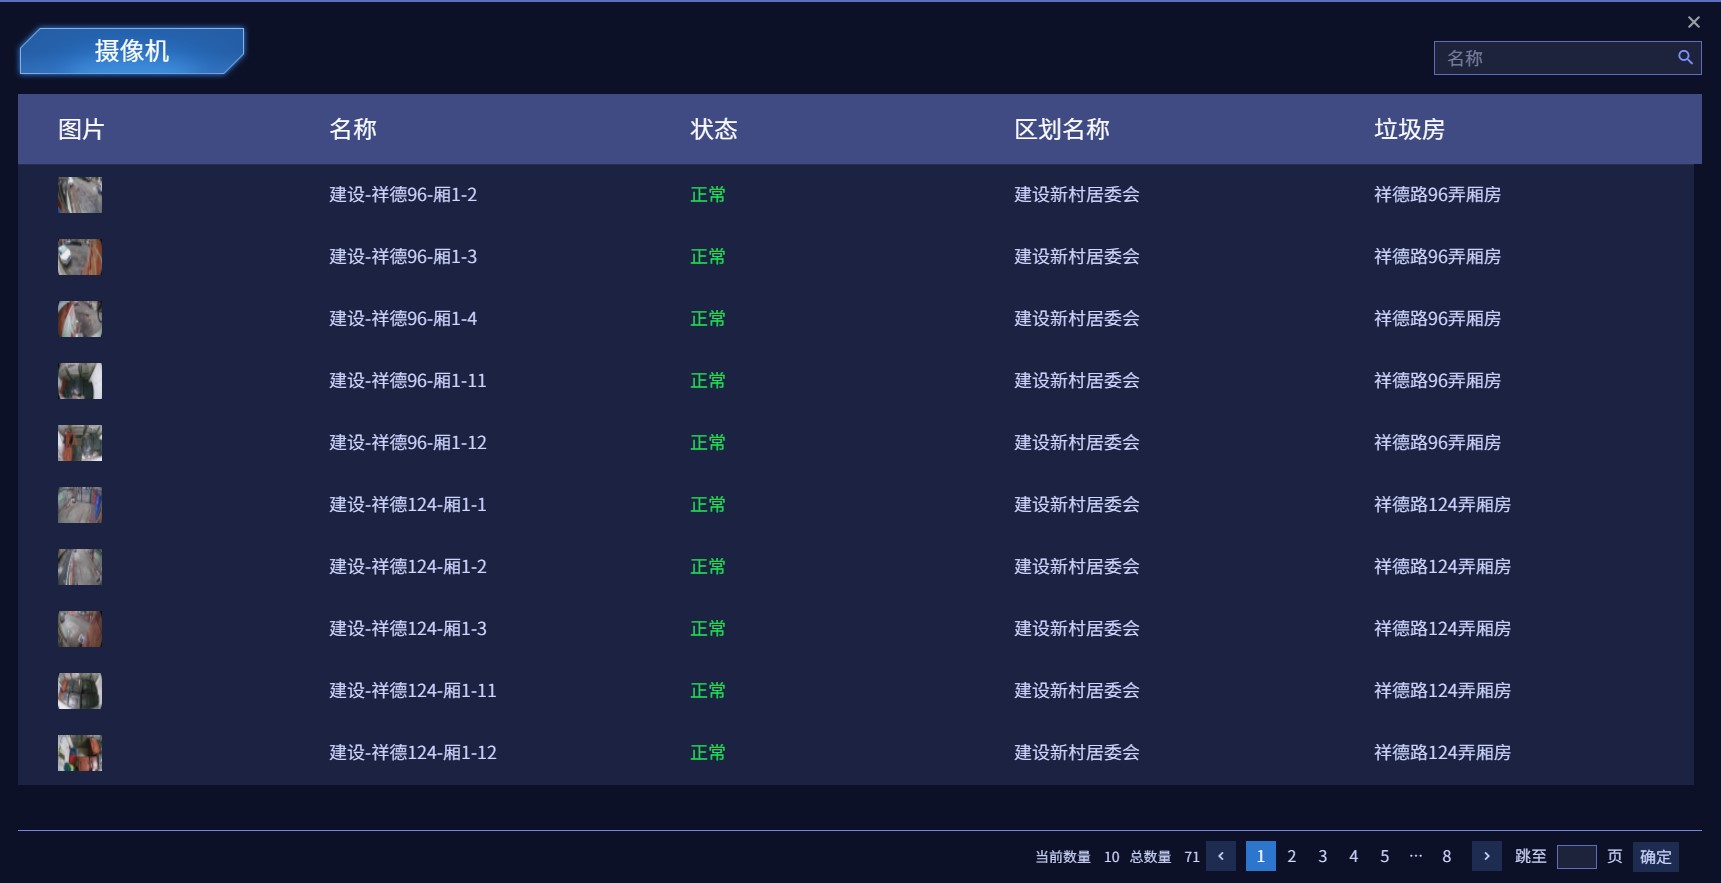 摄像机
名称
图片 名称 状态 区划名称 垃圾房
建设-祥德96-厢1-2 正常 建设新村居委会 祥德路96弄厢房
建设-祥德96-厢1-3 正常 建设新村居委会 祥德路96弄厢房
建设-祥德96-厢1-4 正常 建设新村居委会 祥德路96弄厢房
建设-祥德96-厢1-11 正常 建设新村居委会 祥德路96弄厢房
建设-祥德96-厢1-12 正常 建设新村居委会 祥德路96弄厢房
建设-祥德124-厢1-1 正常 建设新村居委会 祥德路124弄厢房
建设-祥德124-厢1-2 正常 建设新村居委会 祥德路124弄厢房
建设-祥德124-厢1-3 正常 建设新村居委会 祥德路124弄厢房
建设-祥德124-厢1-11 正常 建设新村居委会 祥德路124弄厢房
建设-祥德124-厢1-12 正常 建设新村居委会 祥德路124弄厢房
当前数量 10 总数量 71 ‹ 1 2 3 4 5 ··· 8 › 跳至 页 确定